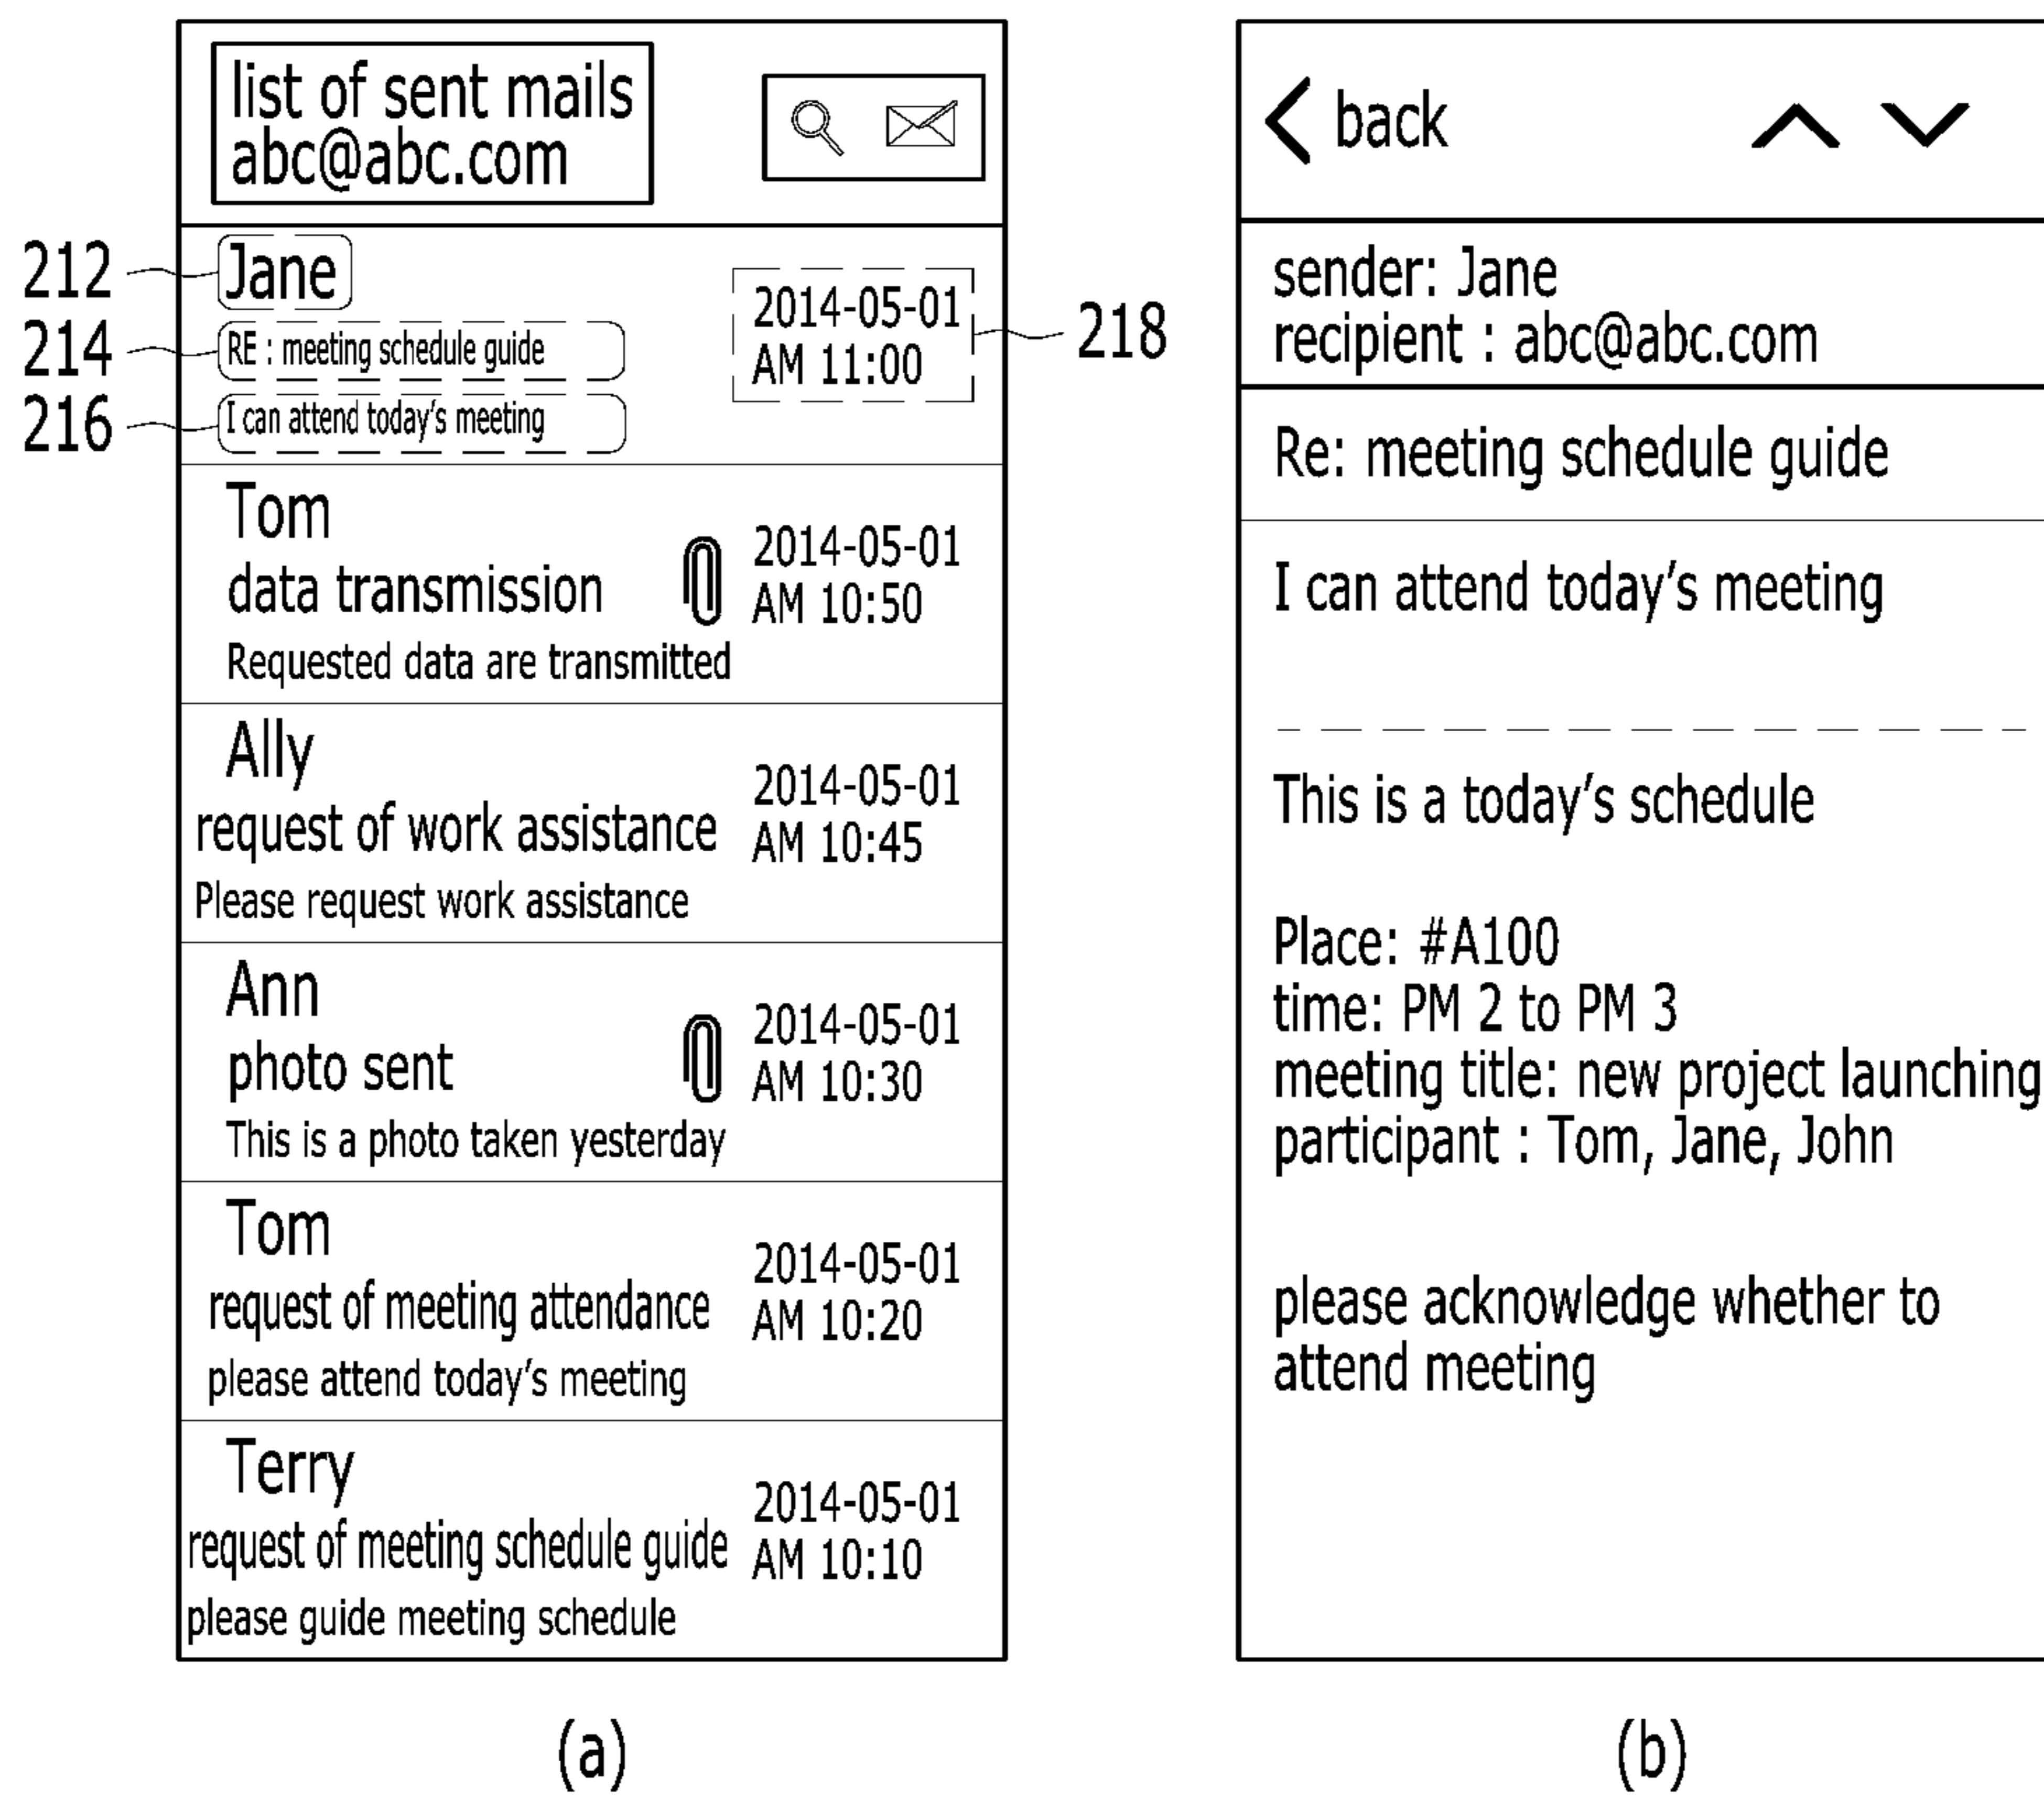 list of sent mails
abc@abc.com
212
Jane
214
RE : meeting schedule guide
216
I can attend today's meeting
2014-05-01
AM 11:00
218
Tom
data transmission
Requested data are transmitted
2014-05-01
AM 10:50
Ally
request of work assistance
Please request work assistance
2014-05-01
AM 10:45
Ann
photo sent
This is a photo taken yesterday
2014-05-01
AM 10:30
Tom
request of meeting attendance
please attend today's meeting
2014-05-01
AM 10:20
Terry
request of meeting schedule guide
please guide meeting schedule
2014-05-01
AM 10:10
(a)
back
sender: Jane
recipient : abc@abc.com
Re: meeting schedule guide
I can attend today's meeting
This is a today's schedule
Place: #A100
time: PM 2 to PM 3
meeting title: new project launching
participant : Tom, Jane, John
please acknowledge whether to
attend meeting
(b)